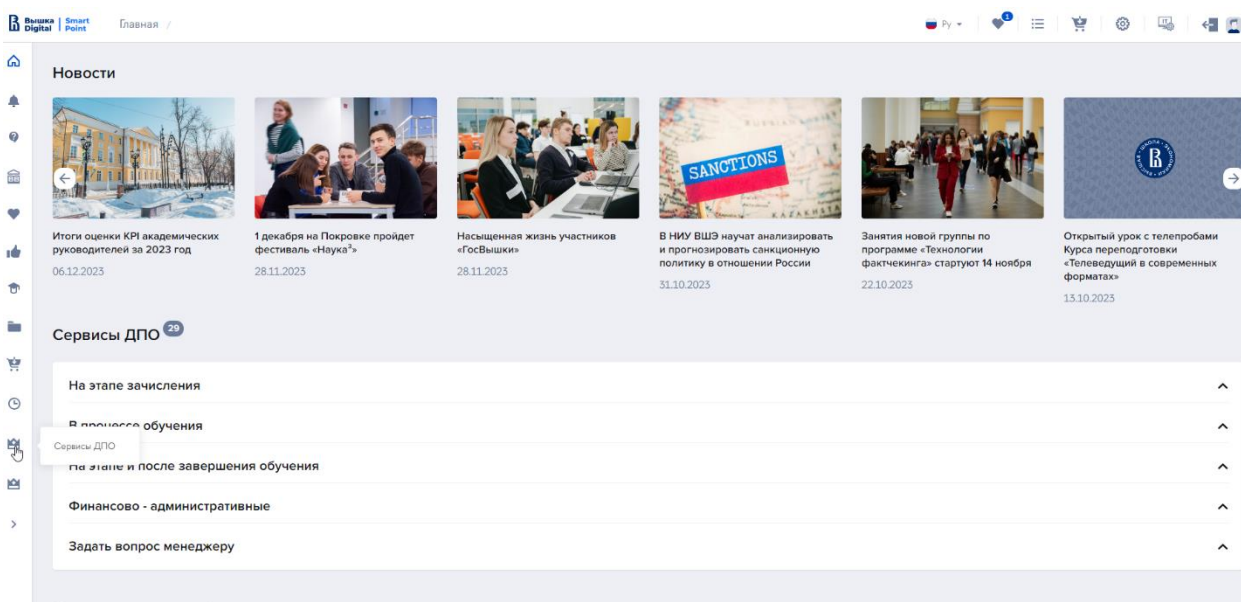 Вышка Digital | Smart Point
Главная /
Ру
1
Новости
SANCTIONS
Итоги оценки KPI академических
руководителей за 2023 год
06.12.2023
1 декабря на Покровке пройдет
фестиваль «Наука³»
28.11.2023
Насыщенная жизнь участников
«ГосВышки»
28.11.2023
В НИУ ВШЭ научат анализировать
и прогнозировать санкционную
политику в отношении России
31.10.2023
Занятия новой группы по
программе «Технологии
фактчекинга» стартуют 14 ноября
22.10.2023
Открытый урок с телепробами
Курса переподготовки
«Телеведущий в современных
форматах»
13.10.2023
Сервисы ДПО 29
На этапе зачисления
В процессе обучения
Сервисы ДПО
На этапе и после завершения обучения
Финансово - административные
Задать вопрос менеджеру